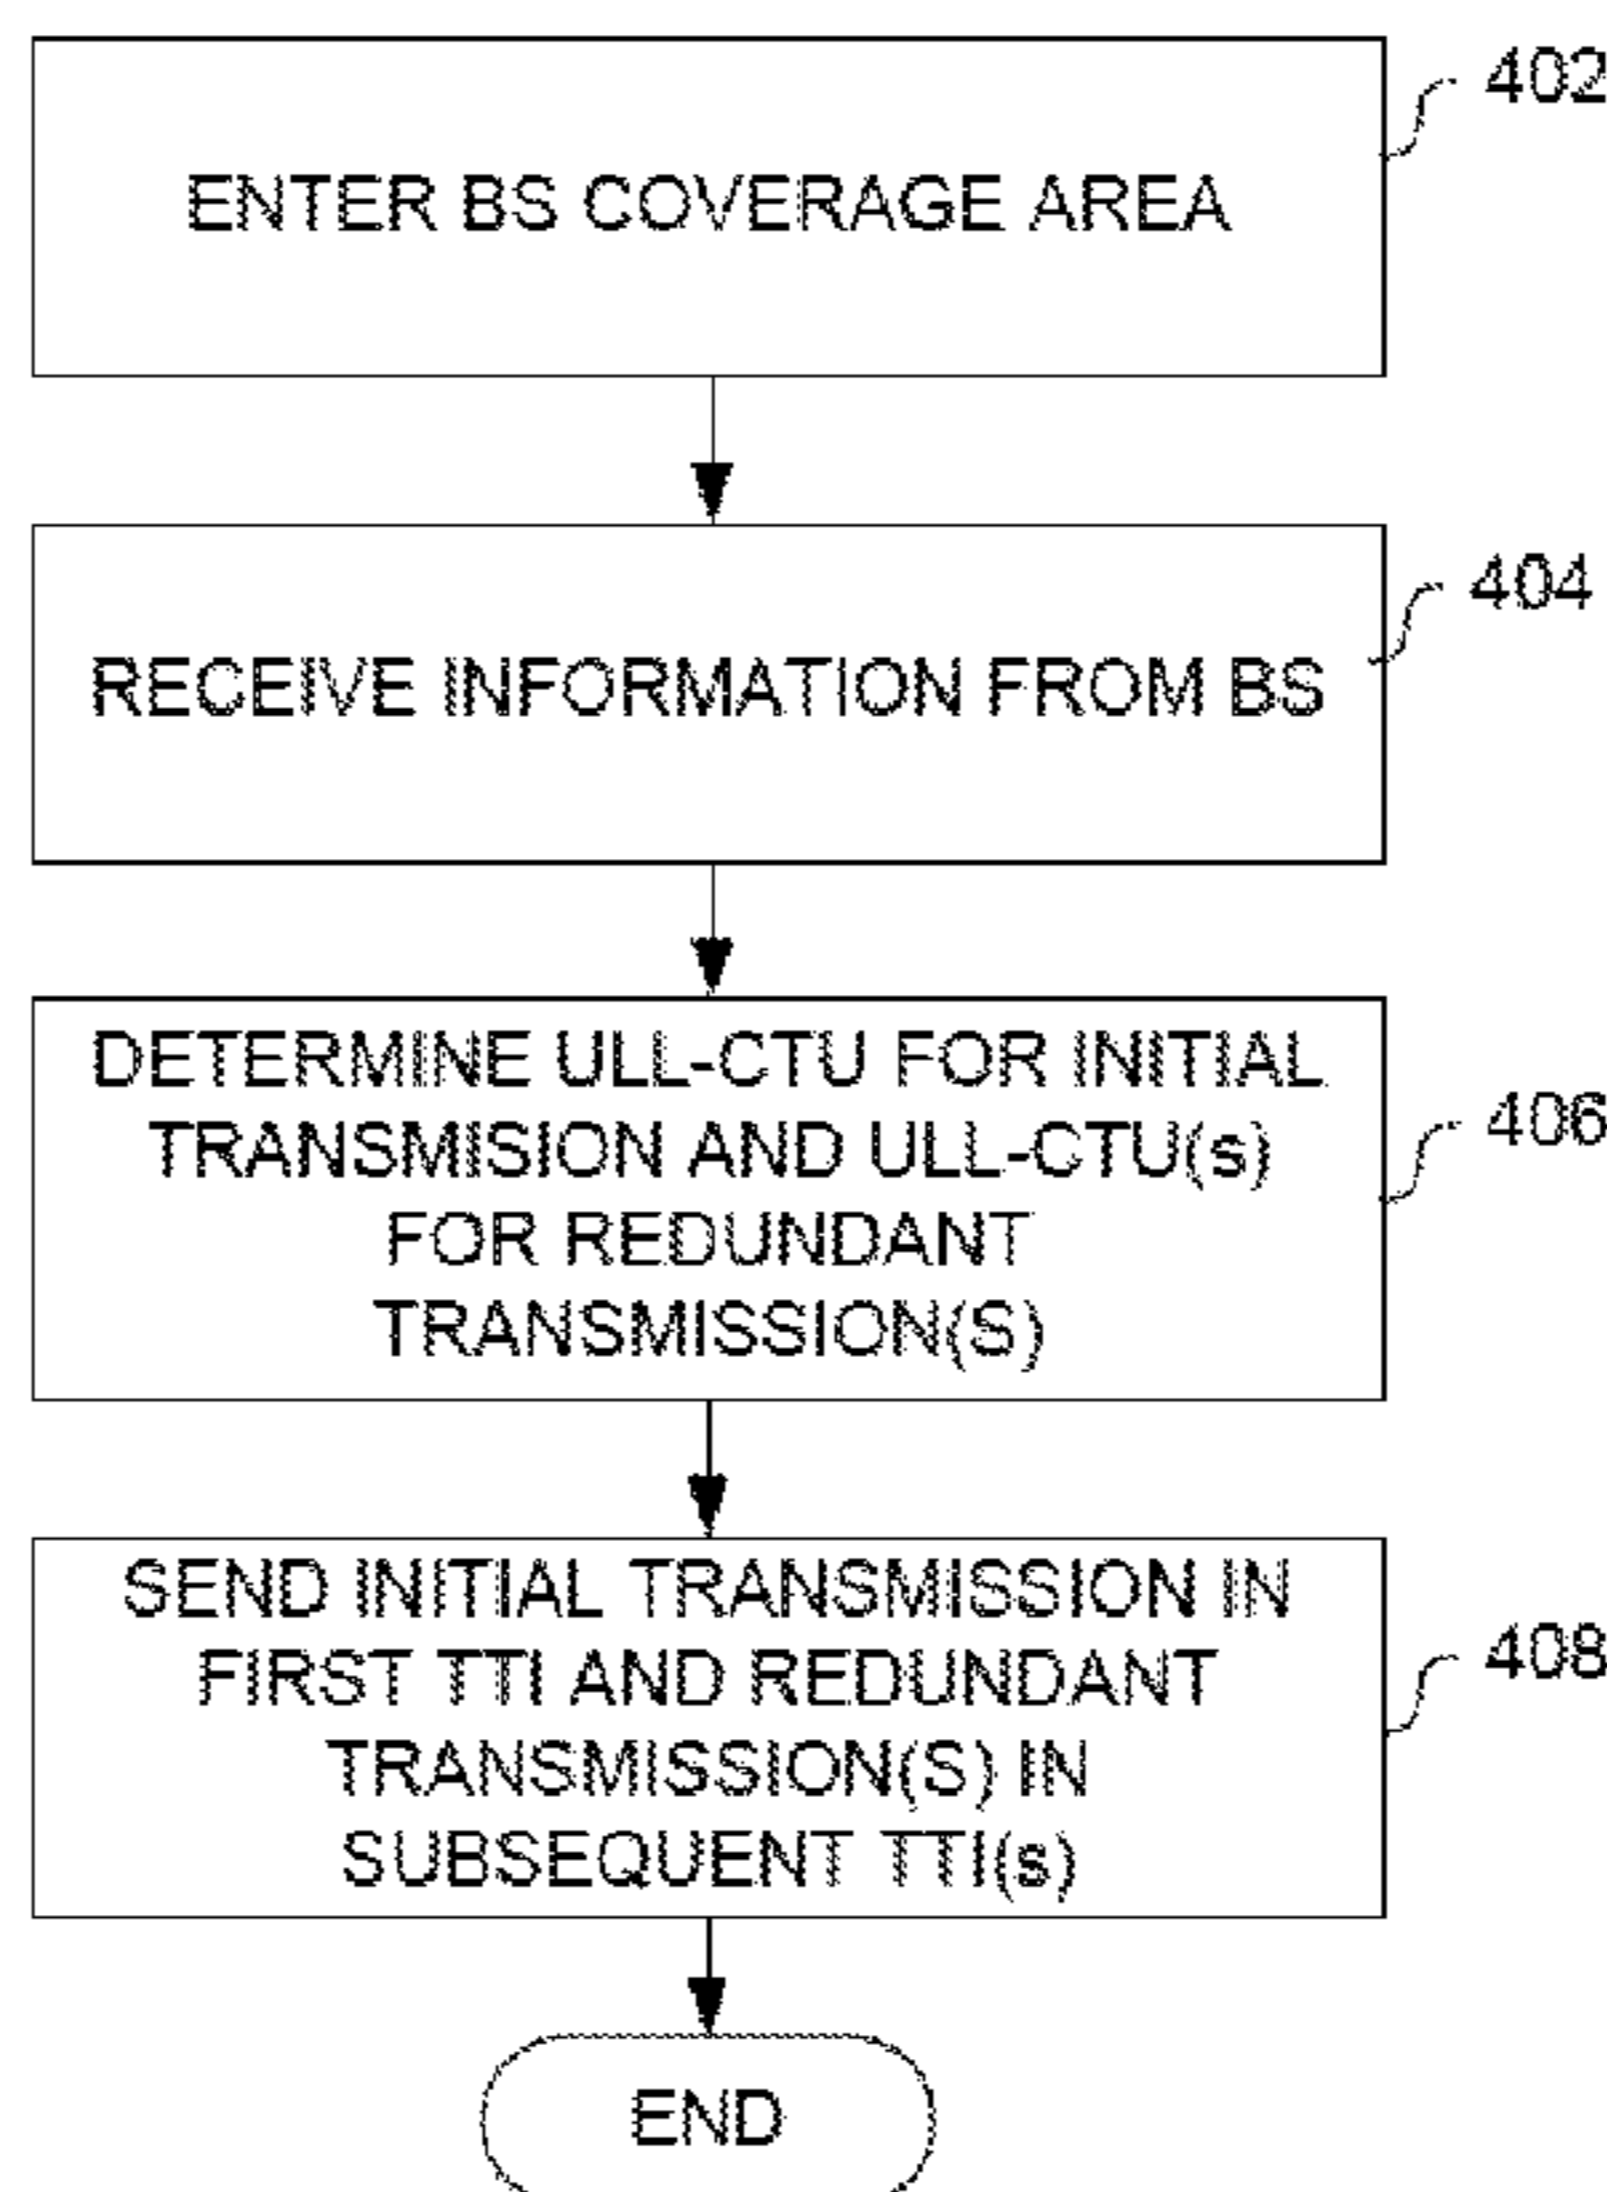 402
ENTER BS COVERAGE AREA
404
RECEIVE INFORMATION FROM BS
DETERMINE ULL-CTU FOR INITIAL
TRANSMISION AND ULL-CTU(s)
406
FOR REDUNDANT
TRANSMISSION(S)
SEND INITIAL TRANSMISSION IN
408
FIRST TTI AND REDUNDANT
TRANSMISSION(S) IN
SUBSEQUENT TTI(s)
END